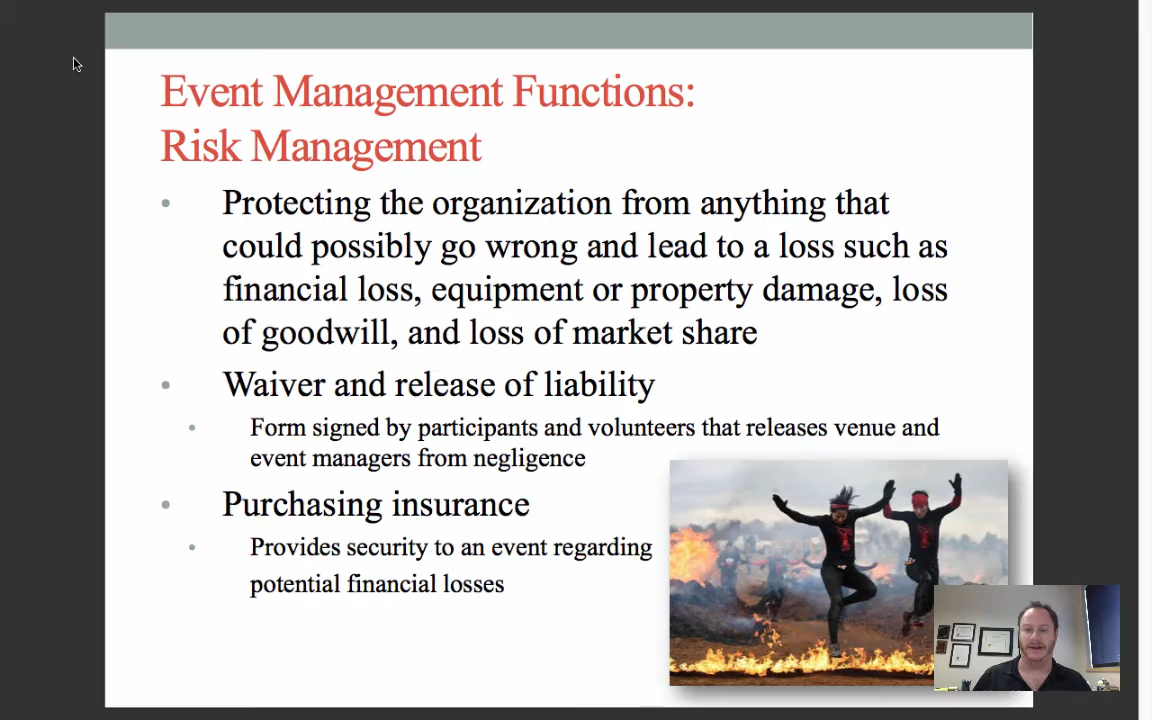 Event Management Functions:
Risk Management
• Protecting the organization from anything that
could possibly go wrong and lead to a loss such as
financial loss, equipment or property damage, loss
of goodwill, and loss of market share
• Waiver and release of liability
• Form signed by participants and volunteers that releases venue and
event managers from negligence
• Purchasing insurance
• Provides security to an event regarding
potential financial losses